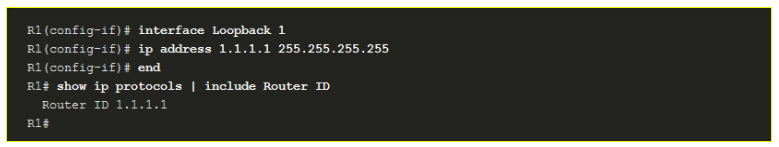 R1(config-if)# interface Loopback 1
R1(config-if)# ip address 1.1.1.1 255.255.255.255
R1(config-if)# end
R1# show ip protocols | include Router ID
  Router ID 1.1.1.1
R1#